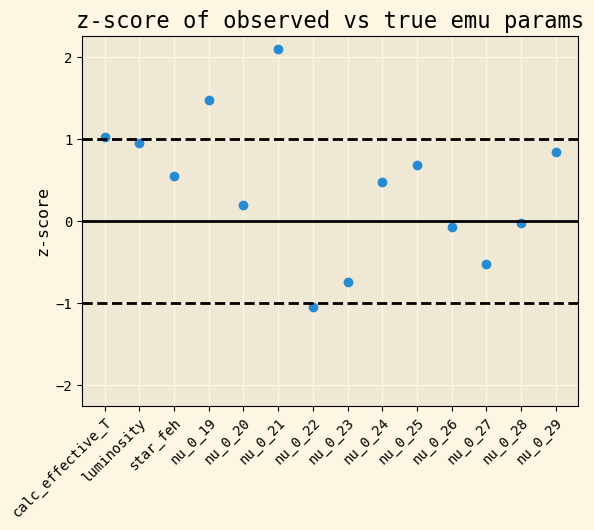 z-score of observed vs true emu params
z-score
2
1
0
−1
−2
calc_effective_T
luminosity
star_feh
nu_0_19
nu_0_20
nu_0_21
nu_0_22
nu_0_23
nu_0_24
nu_0_25
nu_0_26
nu_0_27
nu_0_28
nu_0_29